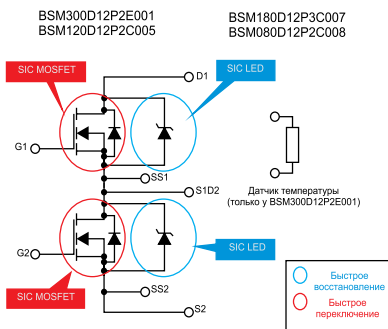 BSM300D12P2E001
BSM120D12P2C005
BSM180D12P3C007
BSM080D12P2C008
SIC MOSFET
D1
SIC LED
G1
SS1
S1D2
Датчик температуры
(только у BSM300D12P2E001)
G2
SIC LED
SIC MOSFET
SS2
S2
Быстрое
восстановление
Быстрое
переключение